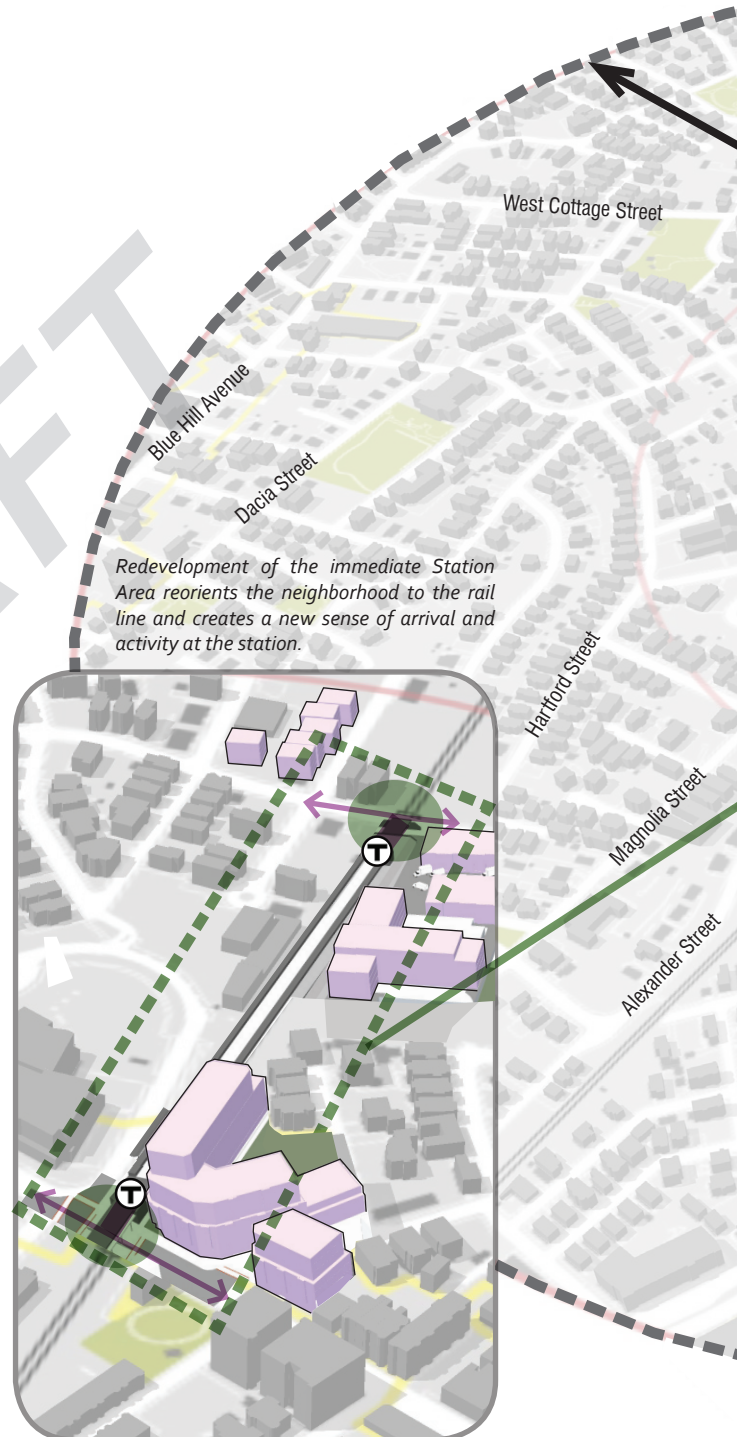 West Cottage Street
Blue Hill Avenue
Dacia Street
Redevelopment of the immediate Station
Area reorients the neighborhood to the rail
line and creates a new sense of arrival and
activity at the station.
Hartford Street
Magnolia Street
T
Alexander Street
T
FT